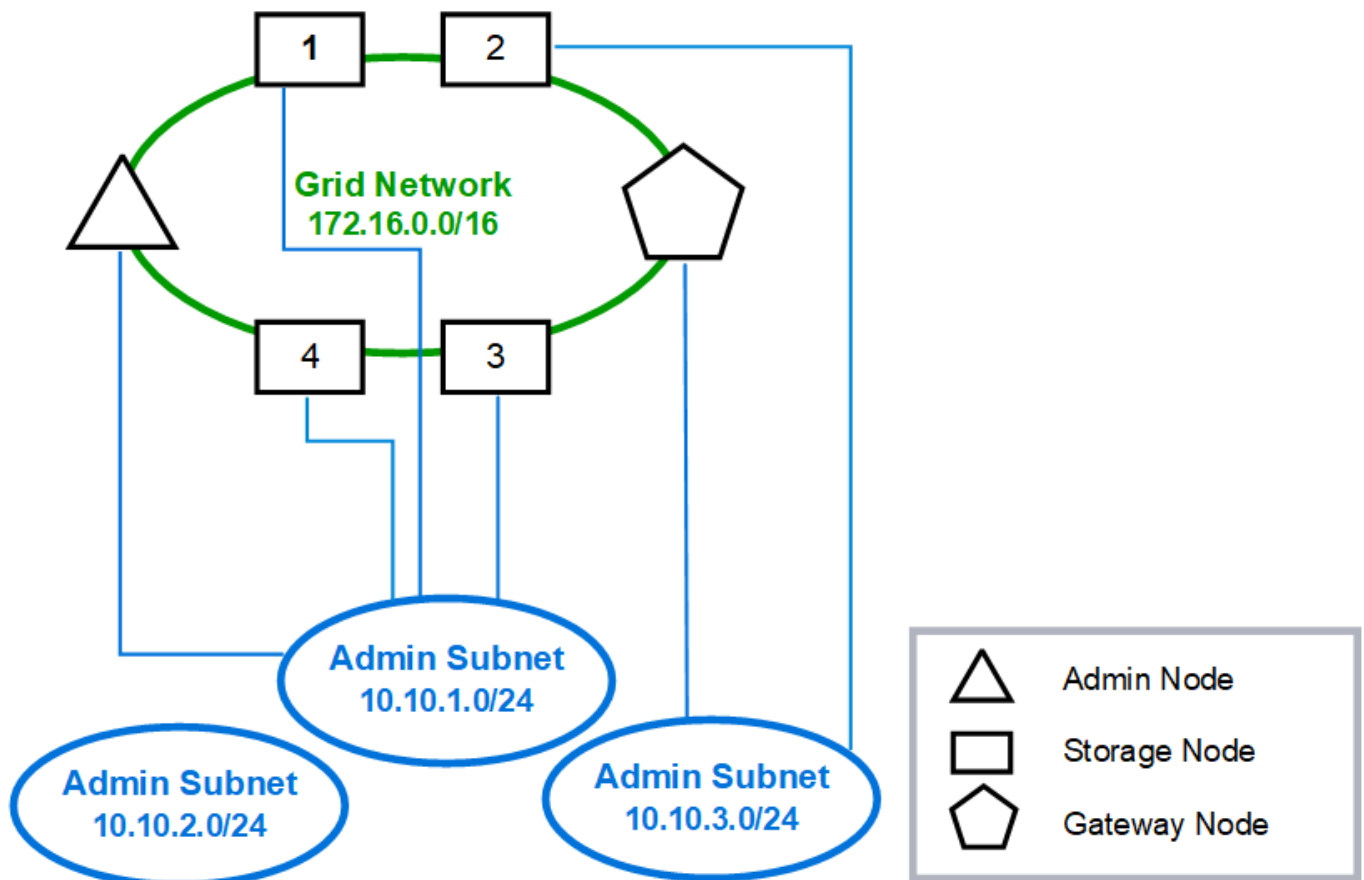 1
2
Grid Network
172.16.0.0/16
4
3
Admin Subnet
10.10.1.0/24
Admin Subnet
10.10.2.0/24
Admin Subnet
10.10.3.0/24
Admin Node
Storage Node
Gateway Node